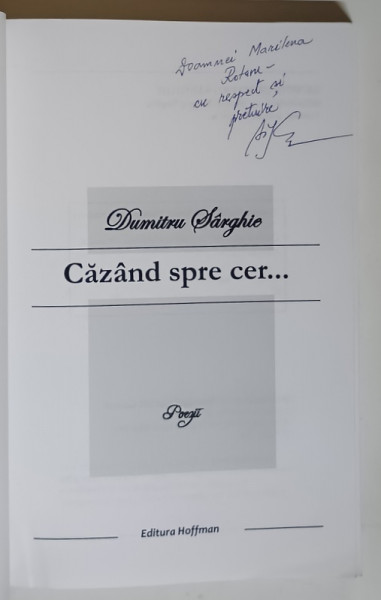 Doamnei Marilena
Rotaru –
cu respect și
prețuire
Dumitru Sârghie
Căzând spre cer...
Poezii
Editura Hoffman